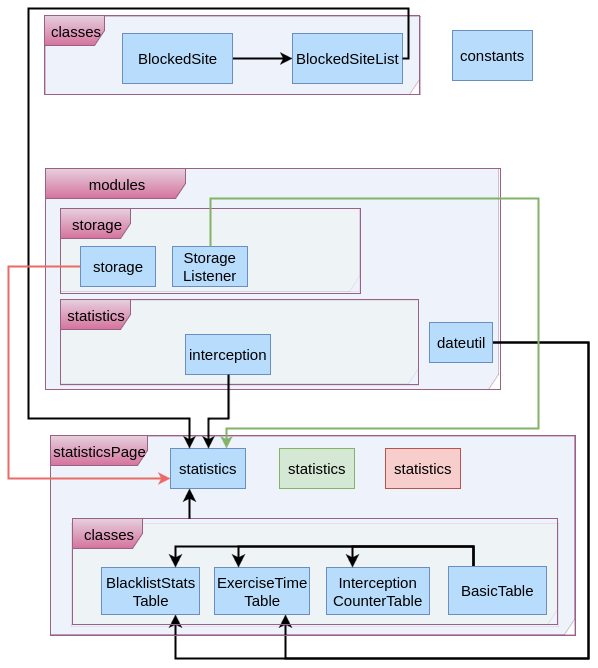 classes
BlockedSite
BlockedSiteList
constants
modules
storage
storage
Storage
Listener
statistics
interception
dateutil
statisticsPage
statistics
statistics
statistics
classes
BlacklistStats
Table
ExerciseTime
Table
Interception
CounterTable
BasicTable